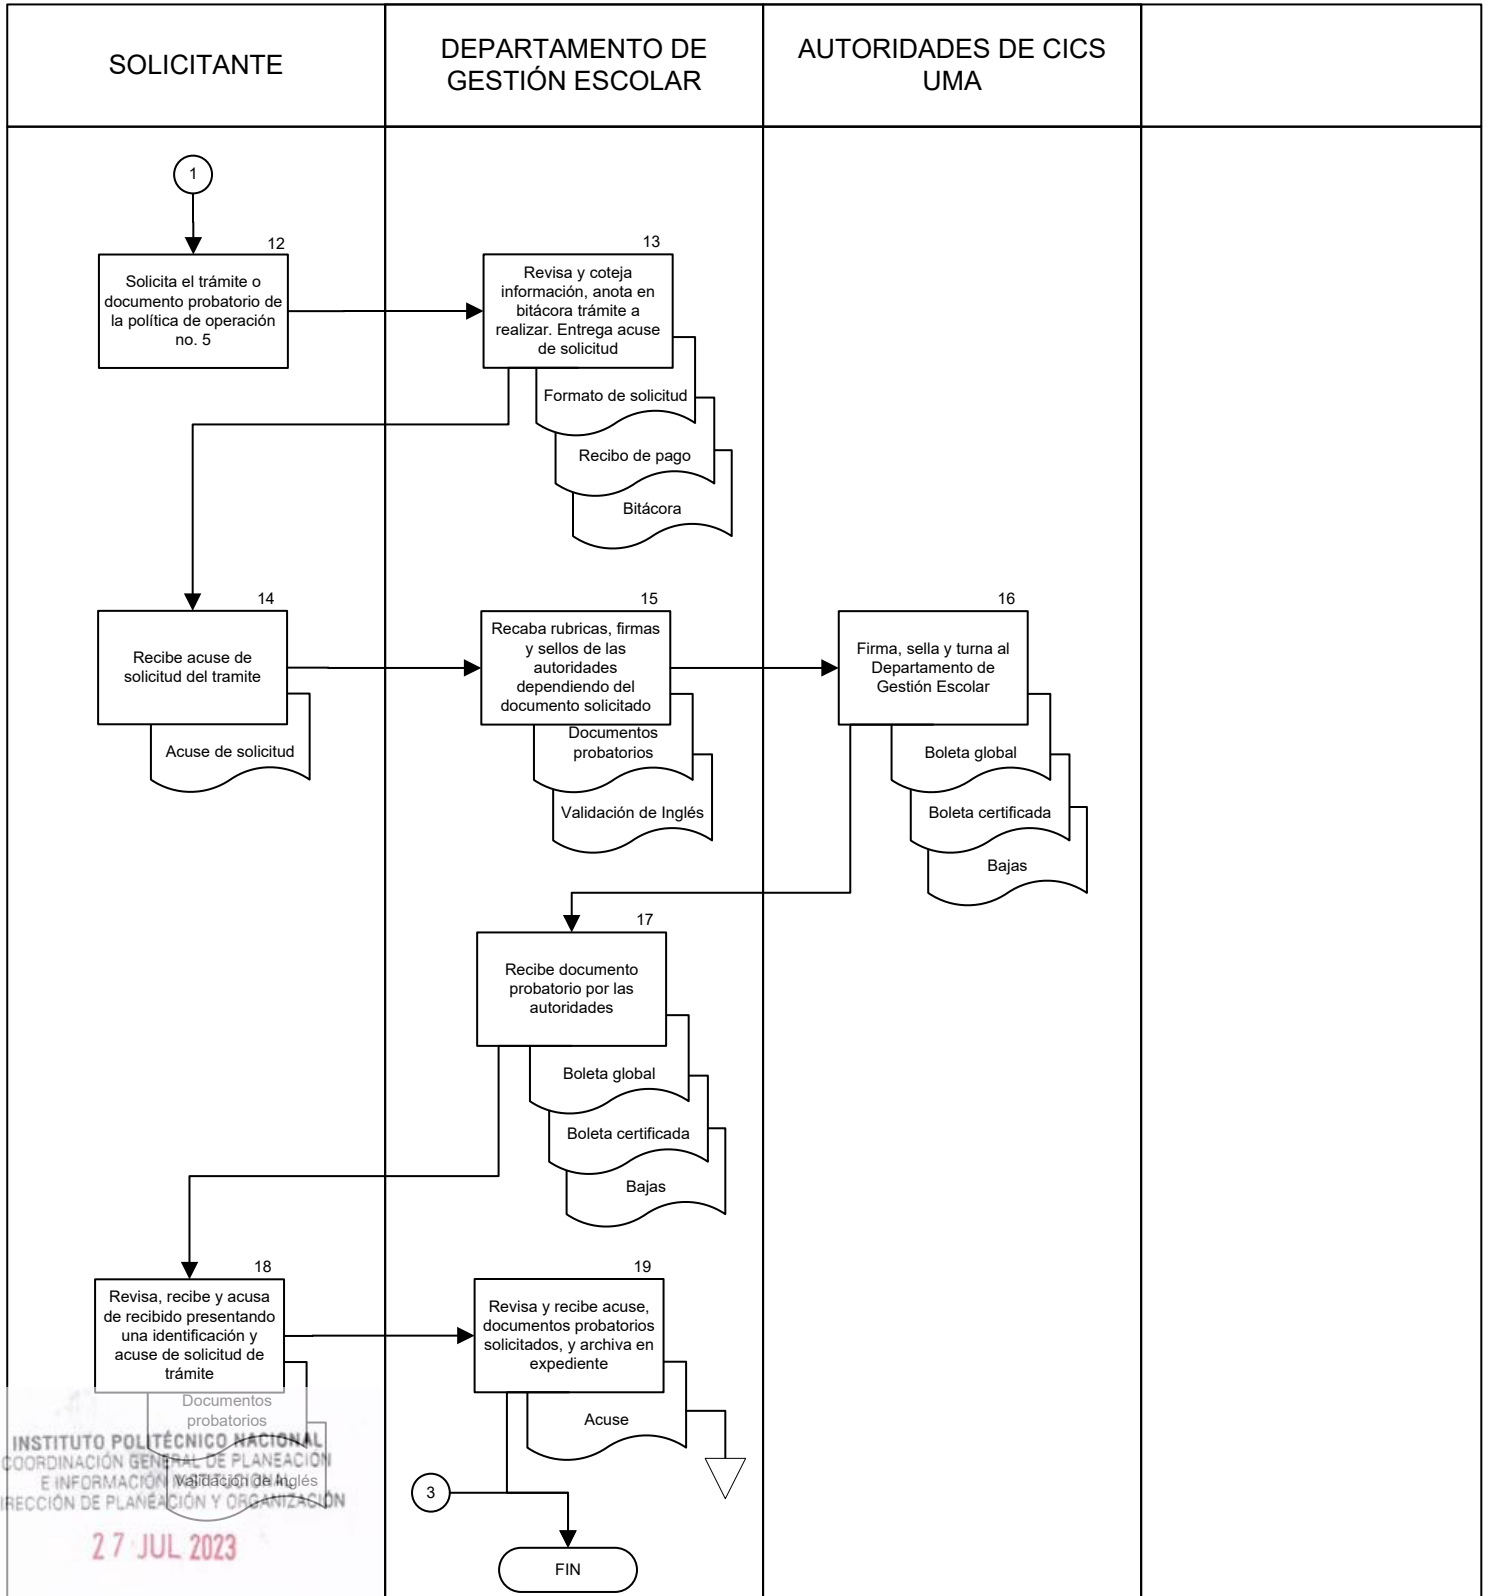 SOLICITANTE
DEPARTAMENTO DE
GESTIÓN ESCOLAR
AUTORIDADES DE CICS
UMA
1
12
Solicita el trámite o
documento probatorio de
la política de operación
no. 5
13
Revisa y coteja
información, anota en
bitácora trámite a
realizar. Entrega acuse
de solicitud
Formato de solicitud
Recibo de pago
Bitácora
14
Recibe acuse de
solicitud del tramite
Acuse de solicitud
15
Recaba rubricas, firmas
y sellos de las
autoridades
dependiendo del
documento solicitado
Documentos
probatorios
Validación de Inglés
16
Firma, sella y turna al
Departamento de
Gestión Escolar
Boleta global
Boleta certificada
Bajas
17
Recibe documento
probatorio por las
autoridades
Boleta global
Boleta certificada
Bajas
18
Revisa, recibe y acusa
de recibido presentando
una identificación y
acuse de solicitud de
trámite
Documentos
probatorios
Validación de Inglés
19
Revisa y recibe acuse,
documentos probatorios
solicitados, y archiva en
expediente
Acuse
3
FIN
INSTITUTO POLITÉCNICO NACIONAL
COORDINACIÓN GENERAL DE PLANEACIÓN
E INFORMACIÓN INSTITUCIONAL
DIRECCIÓN DE PLANEACIÓN Y ORGANIZACIÓN
27 JUL 2023